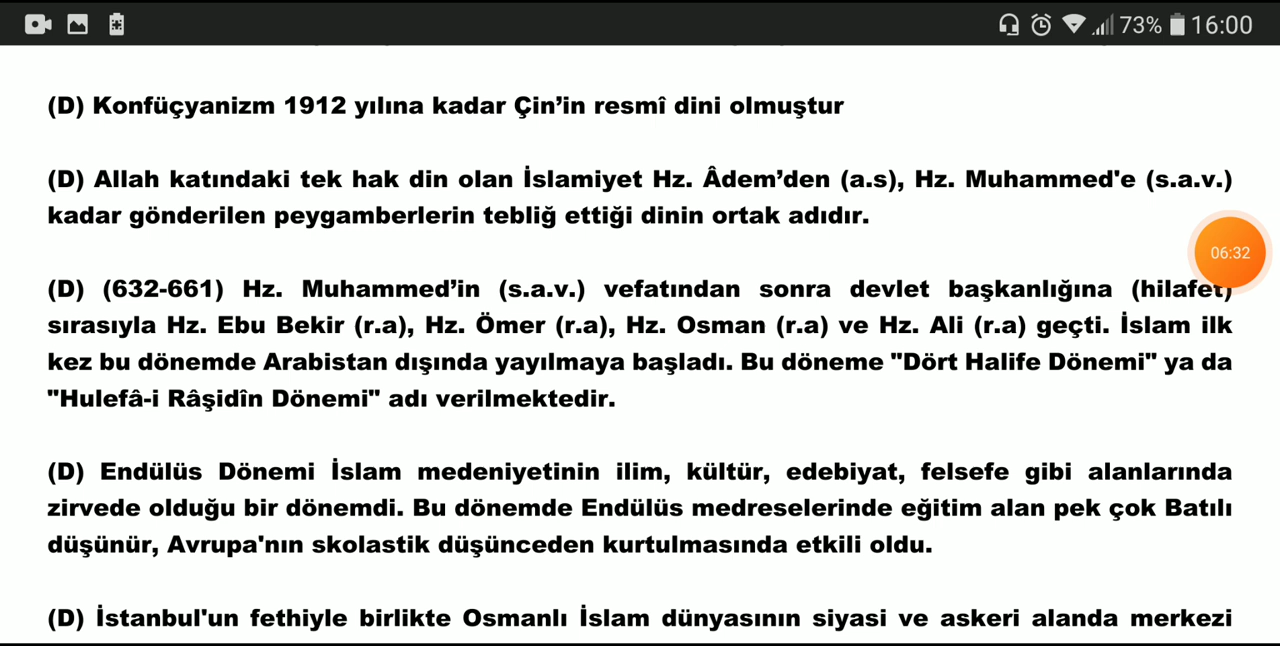 73% 16:00
(D) Konfüçyanizm 1912 yılına kadar Çin’in resmî dini olmuştur
(D) Allah katındaki tek hak din olan İslamiyet Hz. Âdem’den (a.s), Hz. Muhammed'e (s.a.v.)
kadar gönderilen peygamberlerin tebliğ ettiği dinin ortak adıdır.
06:32
(D) (632-661) Hz. Muhammed’in (s.a.v.) vefatından sonra devlet başkanlığına (hilafet)
sırasıyla Hz. Ebu Bekir (r.a), Hz. Ömer (r.a), Hz. Osman (r.a) ve Hz. Ali (r.a) geçti. İslam ilk
kez bu dönemde Arabistan dışında yayılmaya başladı. Bu döneme "Dört Halife Dönemi" ya da
"Hulefâ-i Râşidîn Dönemi" adı verilmektedir.
(D) Endülüs Dönemi İslam medeniyetinin ilim, kültür, edebiyat, felsefe gibi alanlarında
zirvede olduğu bir dönemdi. Bu dönemde Endülüs medreselerinde eğitim alan pek çok Batılı
düşünür, Avrupa'nın skolastik düşünceden kurtulmasında etkili oldu.
(D) İstanbul'un fethiyle birlikte Osmanlı İslam dünyasının siyasi ve askeri alanda merkezi